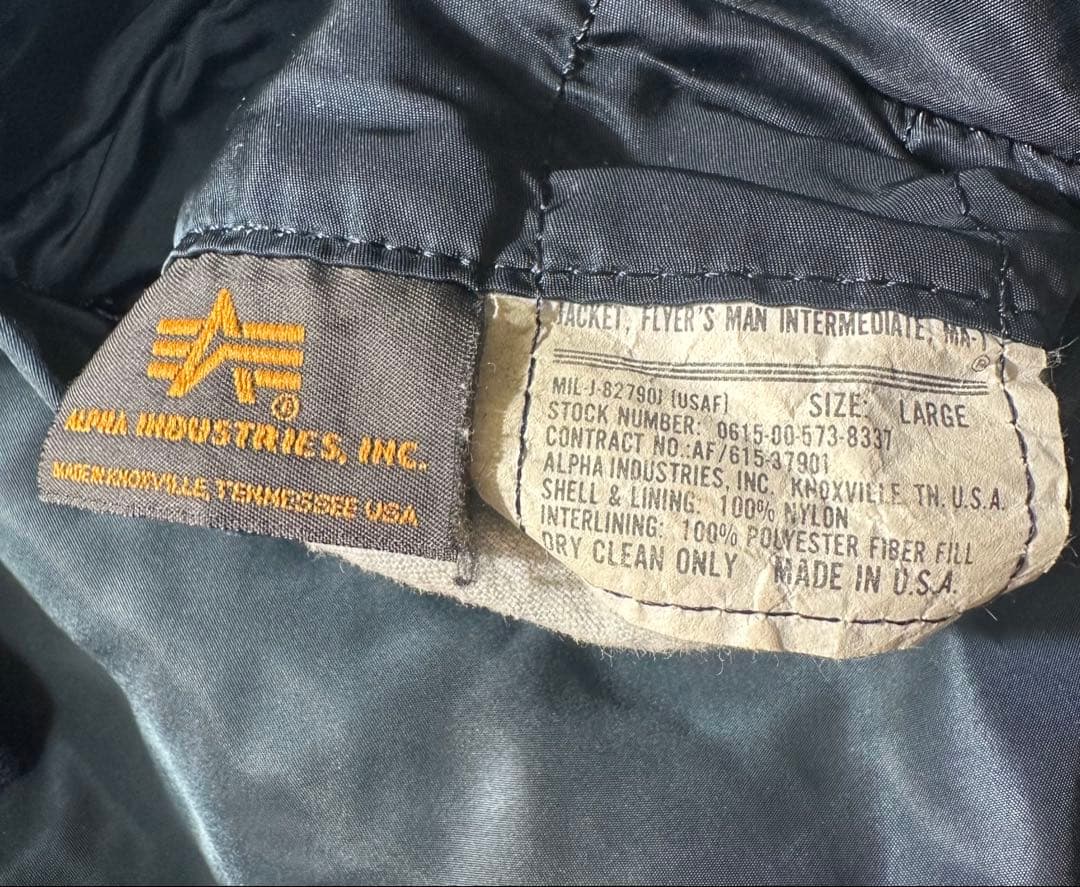 ALPHA INDUSTRIES, INC.
MADE IN KNOXVILLE, TENNESSEE USA
JACKET, FLYER'S MAN INTERMEDIATE, MA-1
®
MIL-J-8279OJ (USAF)
SIZE: LARGE
STOCK NUMBER: 0615-00-573-8337
CONTRACT NO.:AF/615-37901
ALPHA INDUSTRIES, INC. KNOXVILLE TN. U.S.A.
SHELL & LINING: 100% NYLON
INTERLINING: 100% POLYESTER FIBER FILL
DRY CLEAN ONLY MADE IN U.S.A.